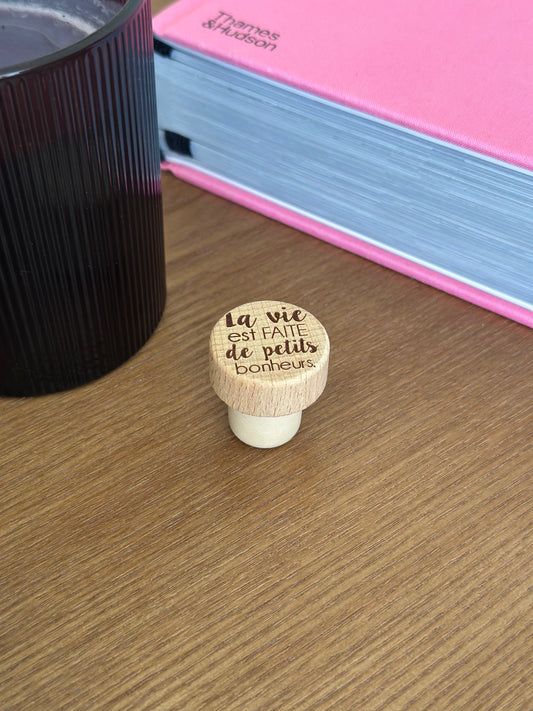 Thames
&Hudson
La vie
est FAITE
de petits
bonheurs.